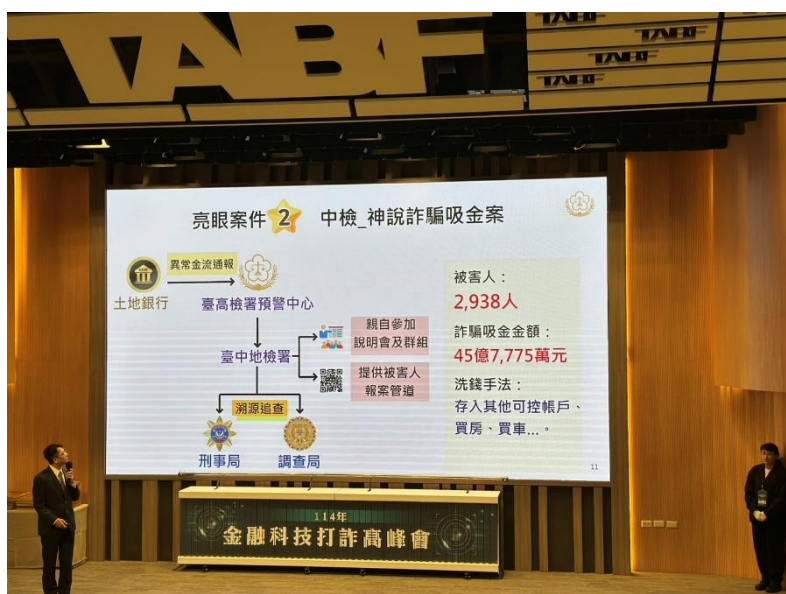 TABF
TABF
TABF
TABF
TABF
亮眼案件 2 中檢_神說詐騙吸金案
異常金流通報
土地銀行
臺高檢署預警中心
臺中地檢署
親自參加
說明會及群組
提供被害人
報案管道
溯源追查
刑事局
調查局
被害人：
2,938人
詐騙吸金金額：
45億7,775萬元
洗錢手法：
存入其他可控帳戶、
買房、買車...。
11
114年
金融科技打詐高峰會